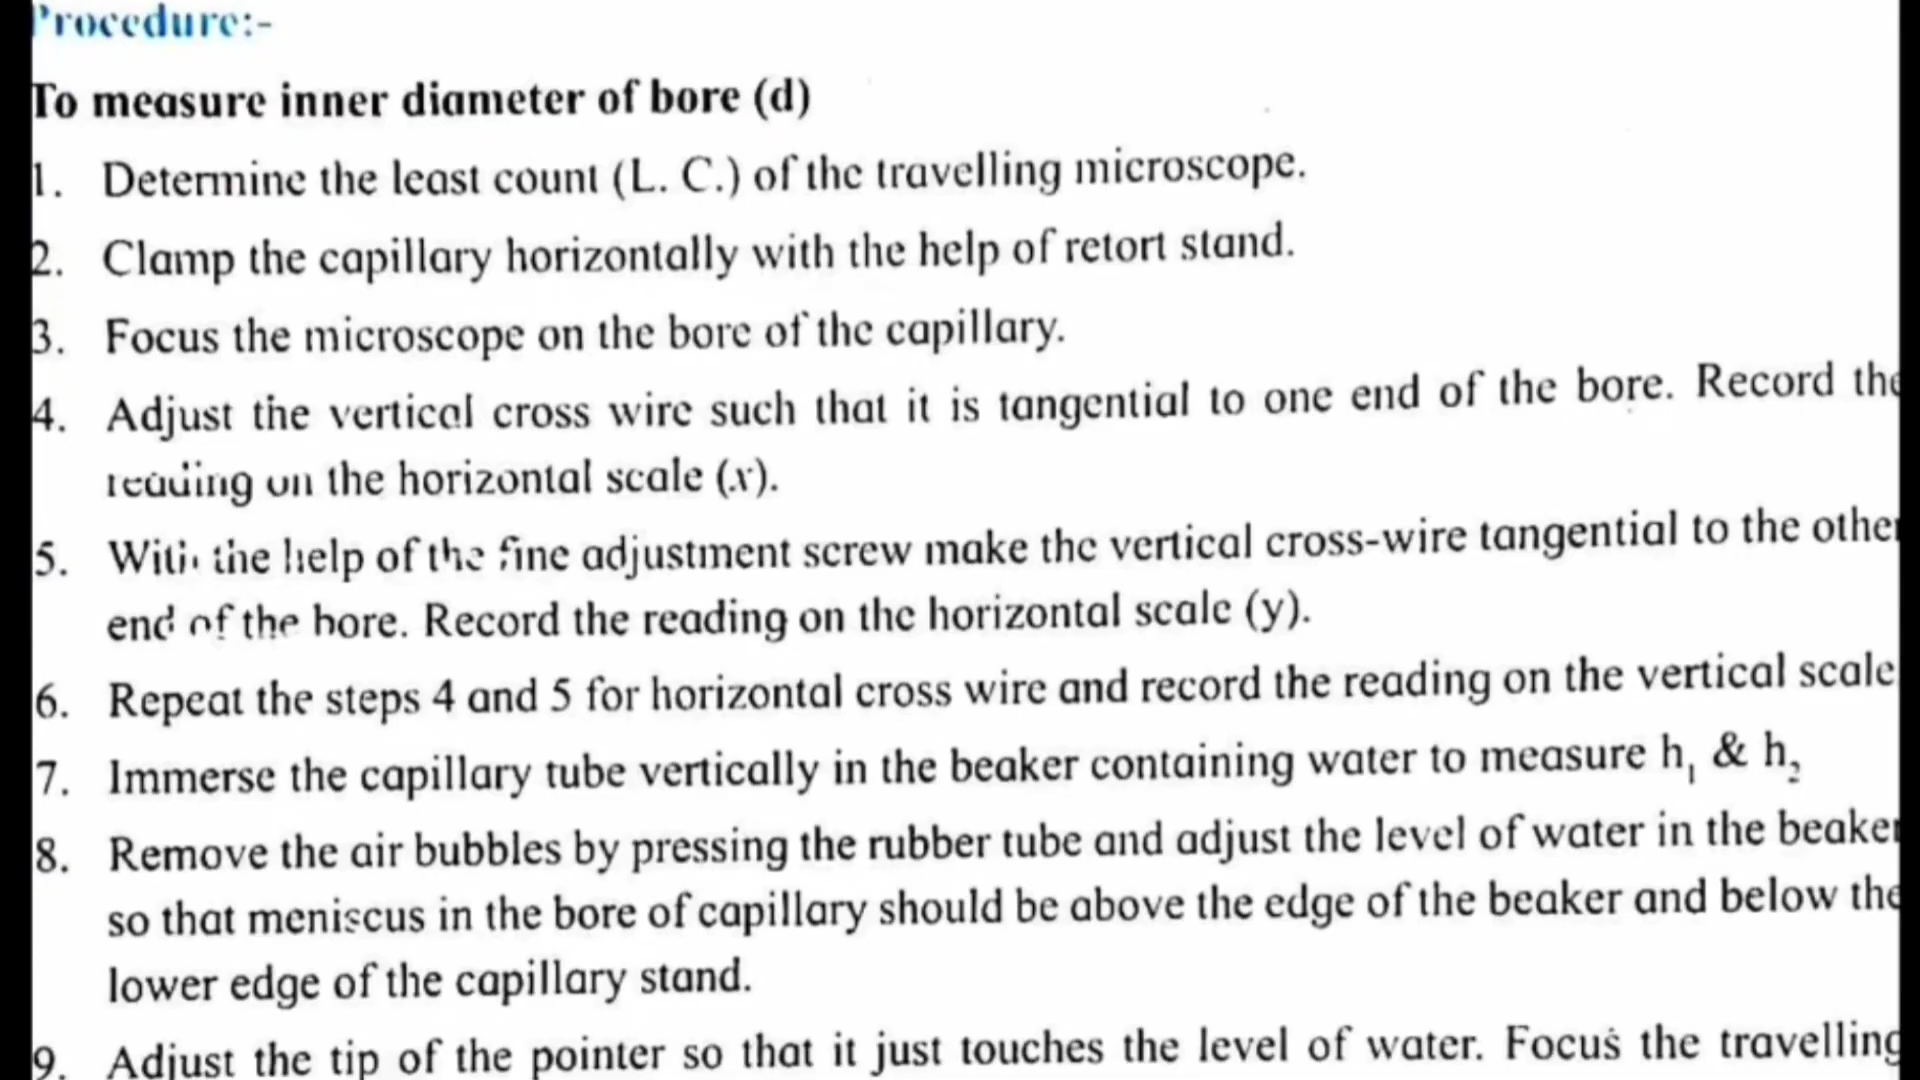 Procedure:-
To measure inner diameter of bore (d)
1. Determine the least count (L. C.) of the travelling microscope.
2. Clamp the capillary horizontally with the help of retort stand.
3. Focus the microscope on the bore of the capillary.
4. Adjust the vertical cross wire such that it is tangential to one end of the bore. Record the
reading on the horizontal scale (x).
5. With the help of the fine adjustment screw make the vertical cross-wire tangential to the other
end of the bore. Record the reading on the horizontal scale (y).
6. Repeat the steps 4 and 5 for horizontal cross wire and record the reading on the vertical scale
7. Immerse the capillary tube vertically in the beaker containing water to measure h₁ & h₂
8. Remove the air bubbles by pressing the rubber tube and adjust the level of water in the beaker
so that meniscus in the bore of capillary should be above the edge of the beaker and below the
lower edge of the capillary stand.
9. Adjust the tip of the pointer so that it just touches the level of water. Focus the travelling